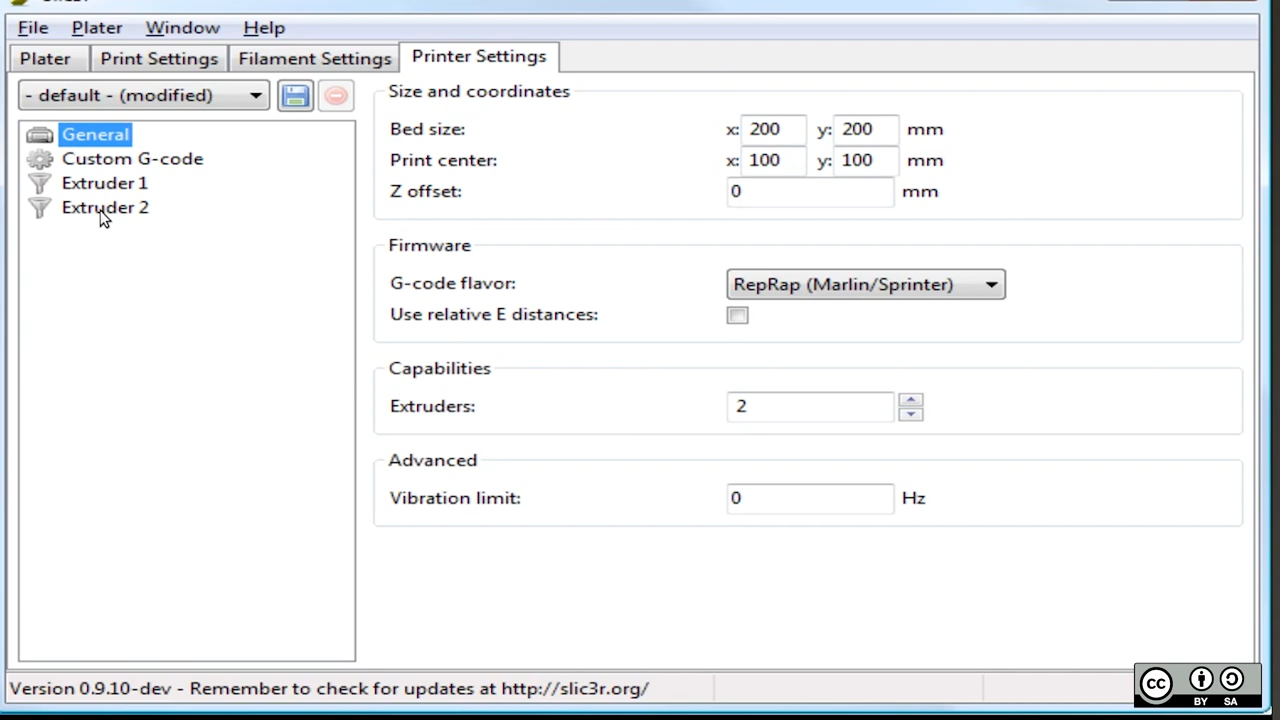 Slic3r
File Plater Window Help
Plater Print Settings Filament Settings Printer Settings
- default - (modified)
General
Custom G-code
Extruder 1
Extruder 2
Size and coordinates
Bed size: x: 200 y: 200 mm
Print center: x: 100 y: 100 mm
Z offset: 0 mm
Firmware
G-code flavor: RepRap (Marlin/Sprinter)
Use relative E distances:
Capabilities
Extruders: 2
Advanced
Vibration limit: 0 Hz
Version 0.9.10-dev - Remember to check for updates at http://slic3r.org/
cc BY SA